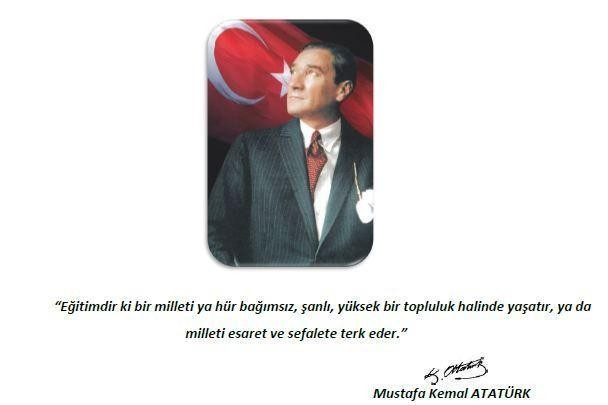 “Eğitimdir ki bir milleti ya hür bağımsız, şanlı, yüksek bir topluluk halinde yaşatır, ya da
milleti esaret ve sefalete terk eder.”
K. Atatürk
Mustafa Kemal ATATÜRK